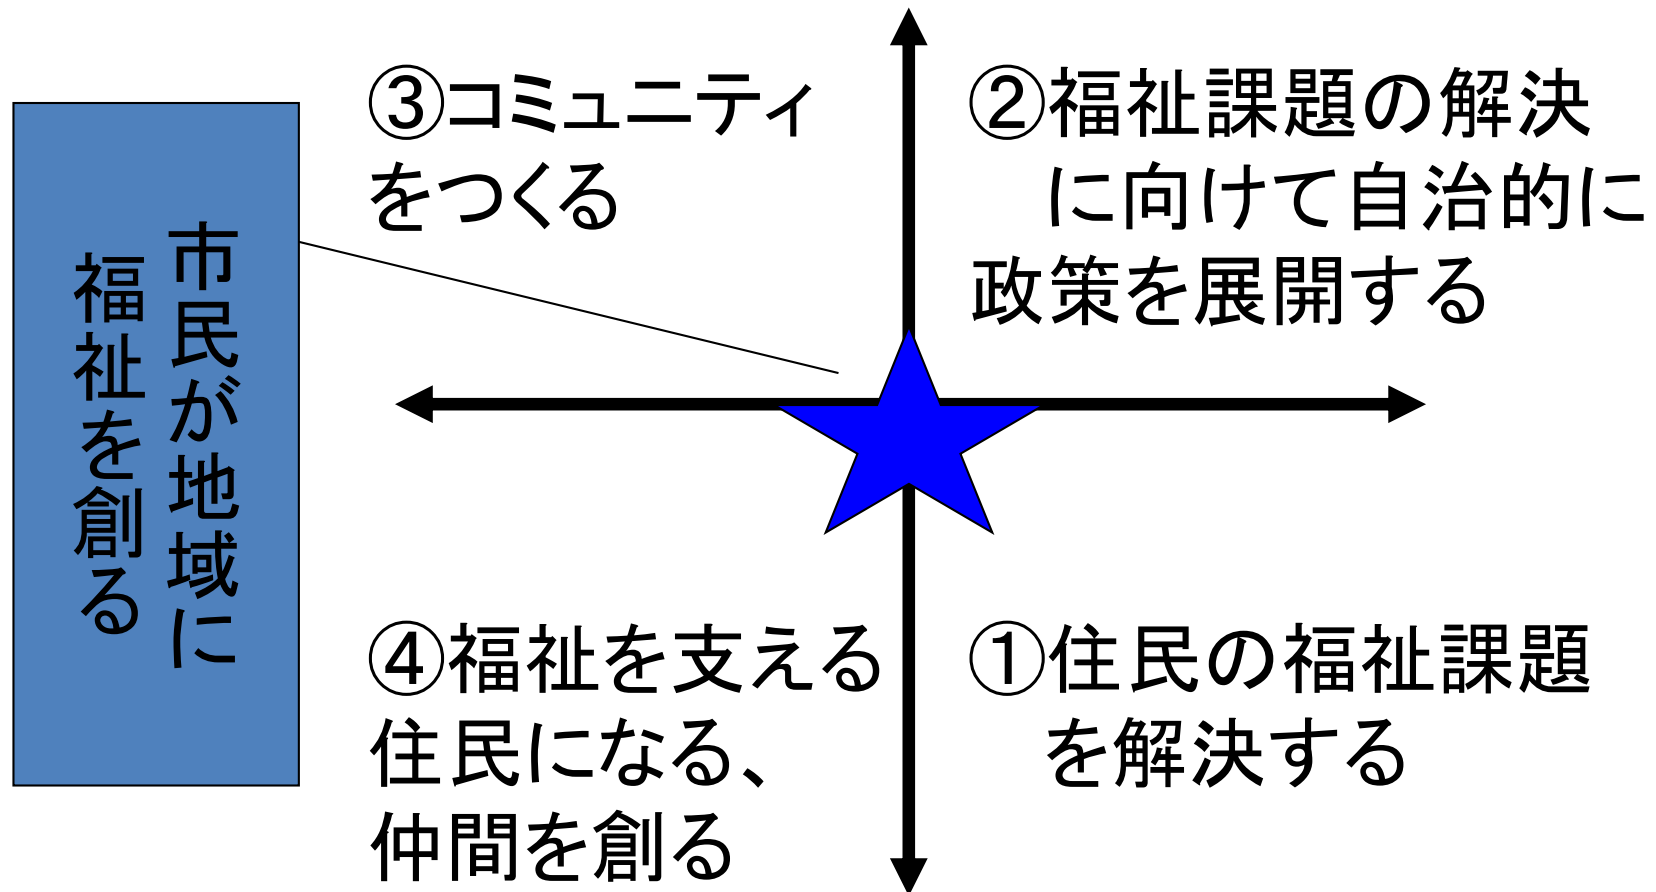 市民が地域に
福祉を創る
③コミュニティ
をつくる
②福祉課題の解決
に向けて自治的に
政策を展開する
④福祉を支える
住民になる、
仲間を創る
①住民の福祉課題
を解決する